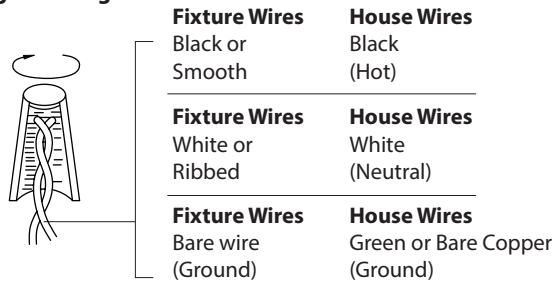 Fixture Wires House Wires
Black or Black
Smooth (Hot)
Fixture Wires House Wires
White or White
Ribbed (Neutral)
Fixture Wires House Wires
Bare wire Green or Bare Copper
(Ground) (Ground)